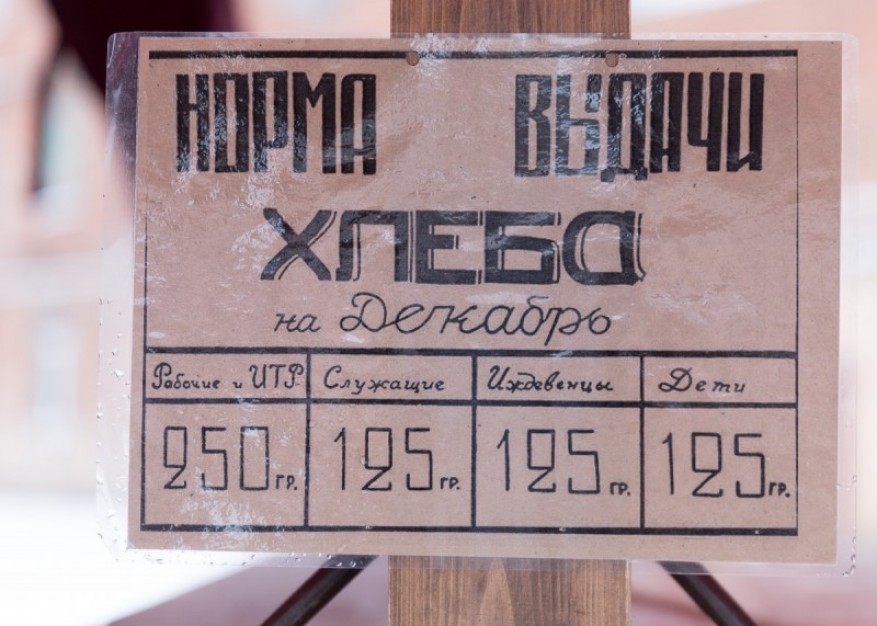 НОРМА ВЫДАЧИ
ХЛЕБА
на Декабрь
Рабочие и ИТР Служащие Иждевенцы Дети
250 ГР. 125 ГР. 125 ГР. 125 ГР.